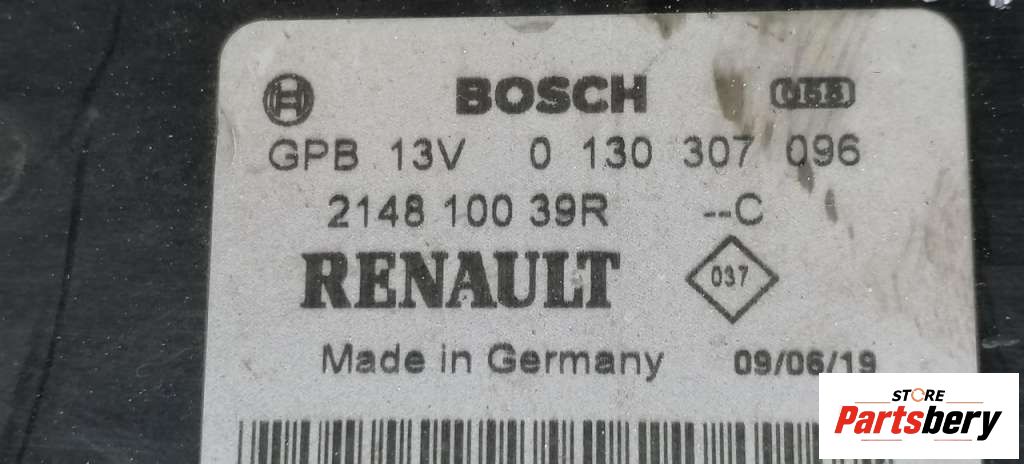 BOSCH 058
GPB 13V 0 130 307 096
2148 100 39R --C
RENAULT 037
Made in Germany 09/06/19
STORE
Partsbery